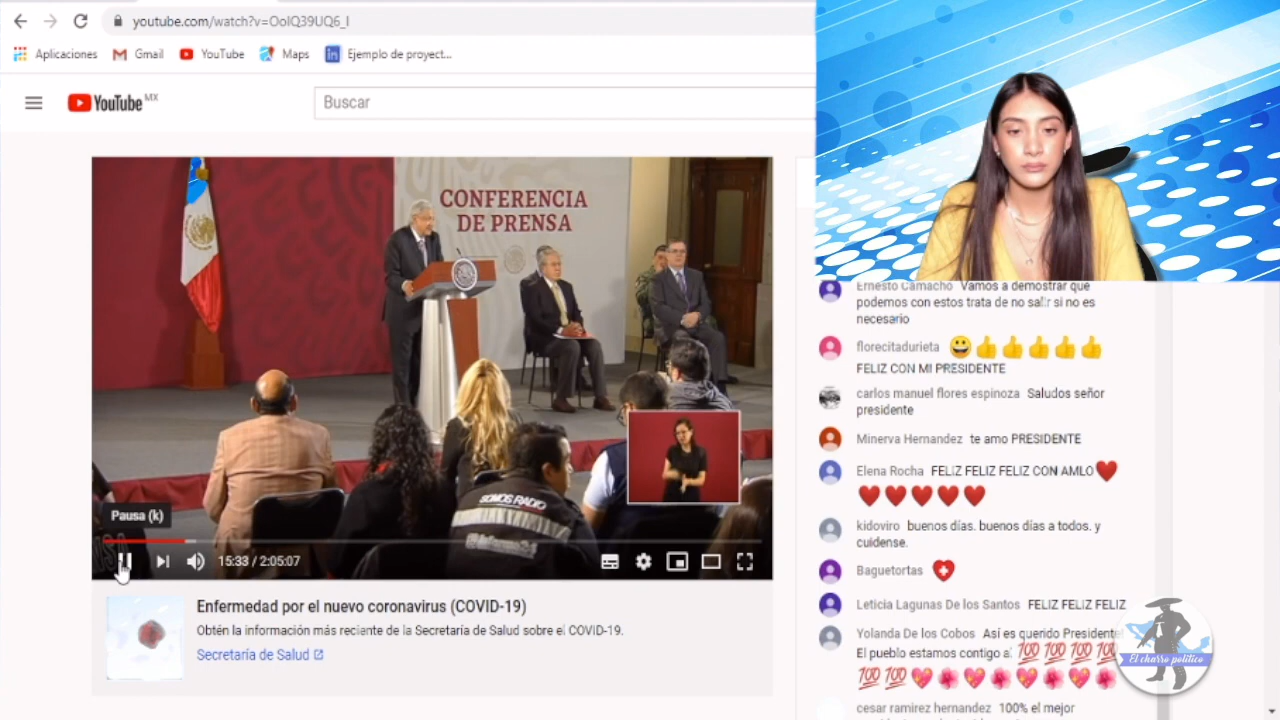 youtube.com/watch?v=OolQ39UQ6_I
Aplicaciones Gmail YouTube Maps Ejemplo de proyect...
YouTube MX
Buscar
CONFERENCIA
DE PRENSA
SOMOS RADIO
Pausa (k)
15:33 / 2:05:07
Enfermedad por el nuevo coronavirus (COVID-19)
Obtén la información más reciente de la Secretaría de Salud sobre el COVID-19.
Secretaría de Salud
Ernesto Camacho Vamos a demostrar que
podemos con estos trata de no salir si no es
necesario
florecitadurieta 😀👍👍👍👍👍
FELIZ CON MI PRESIDENTE
carlos manuel flores espinoza Saludos señor
presidente
Minerva Hernandez te amo PRESIDENTE
Elena Rocha FELIZ FELIZ FELIZ CON AMLO❤️
❤️❤️❤️❤️❤️
kidoviro buenos días. buenos días a todos. y
cuidense.
Baguetortas
Leticia Lagunas De los Santos FELIZ FELIZ FELIZ
Yolanda De los Cobos Así es querido Presidente
El pueblo estamos contigo 💯💯💯💯
💯💯💖🌺💖🌺💖🌺💖🌺
El charro político
cesar ramirez hernandez 100% el mejor